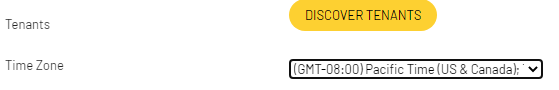 DISCOVER TENANTS
Tenants
Time Zone
(GMT-08:00) Pacific Time (US & Canada);